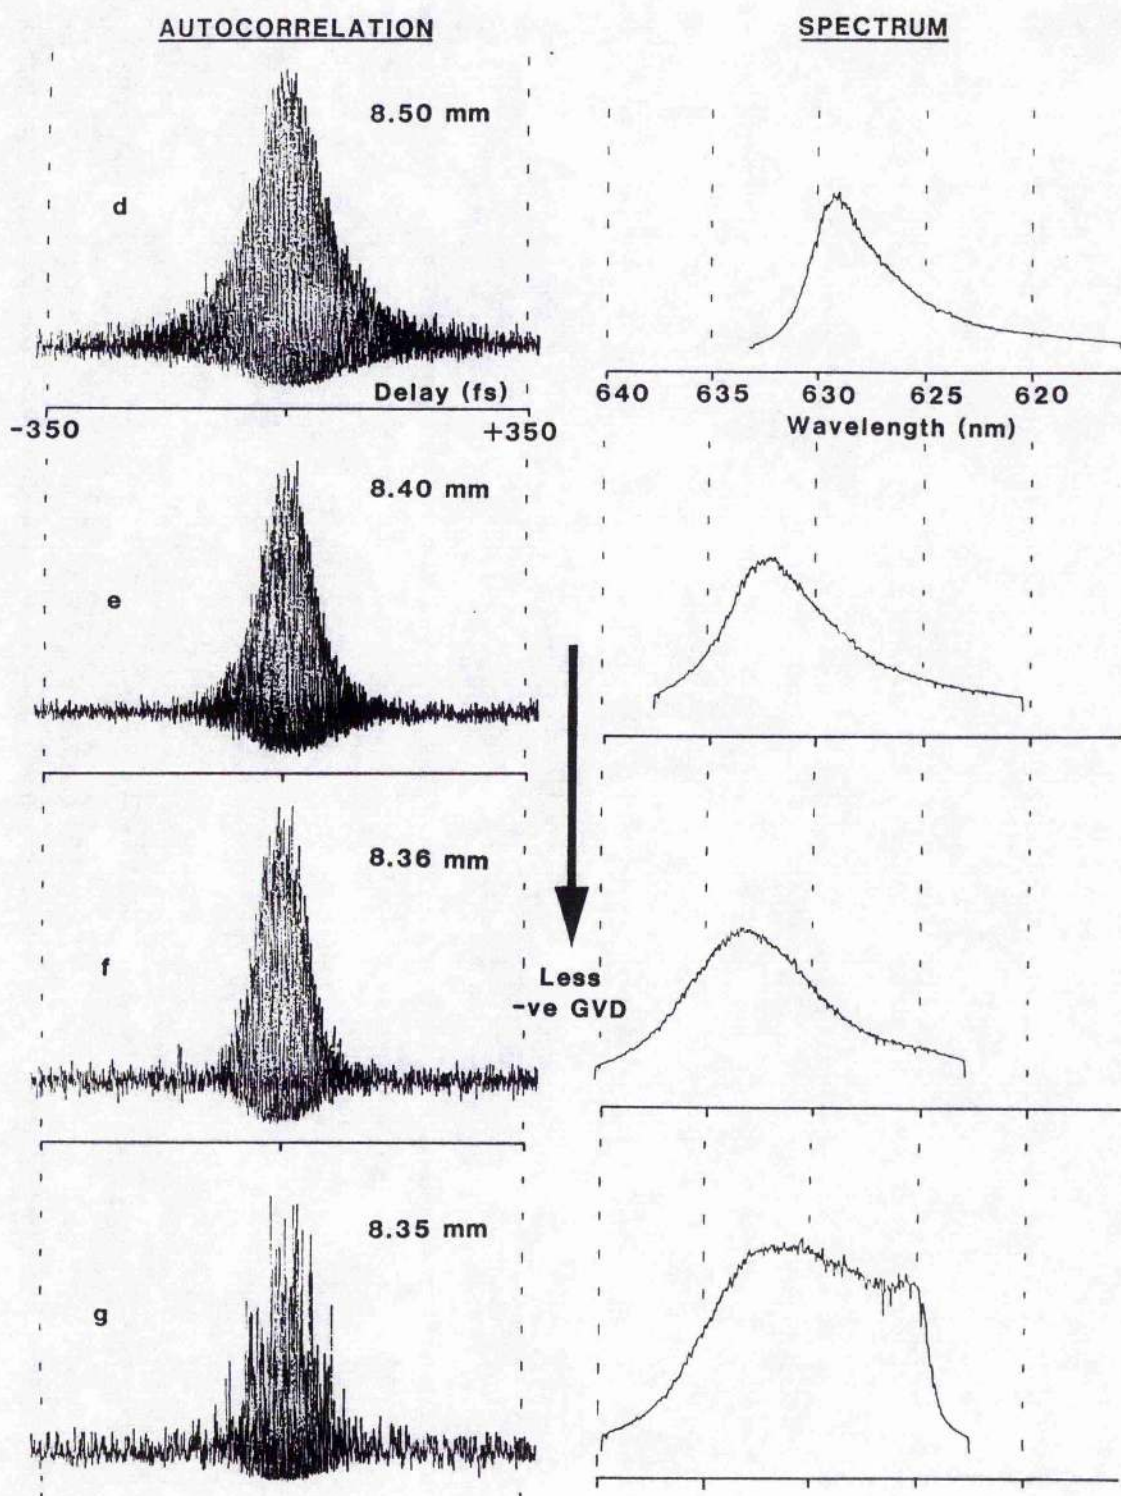 AUTOCORRELATION
SPECTRUM
8.50 mm
d
Delay (fs)
-350
+350
640 635 630 625 620
Wavelength (nm)
8.40 mm
e
8.36 mm
f
Less
-ve GVD
8.35 mm
g